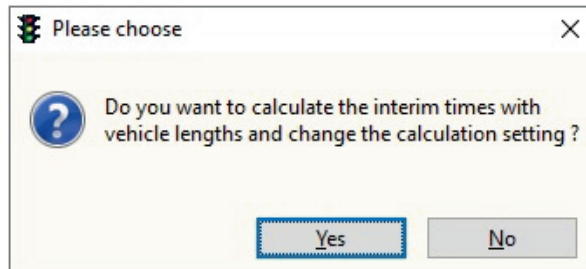 Please choose
Do you want to calculate the interim times with
vehicle lengths and change the calculation setting ?
Yes
No